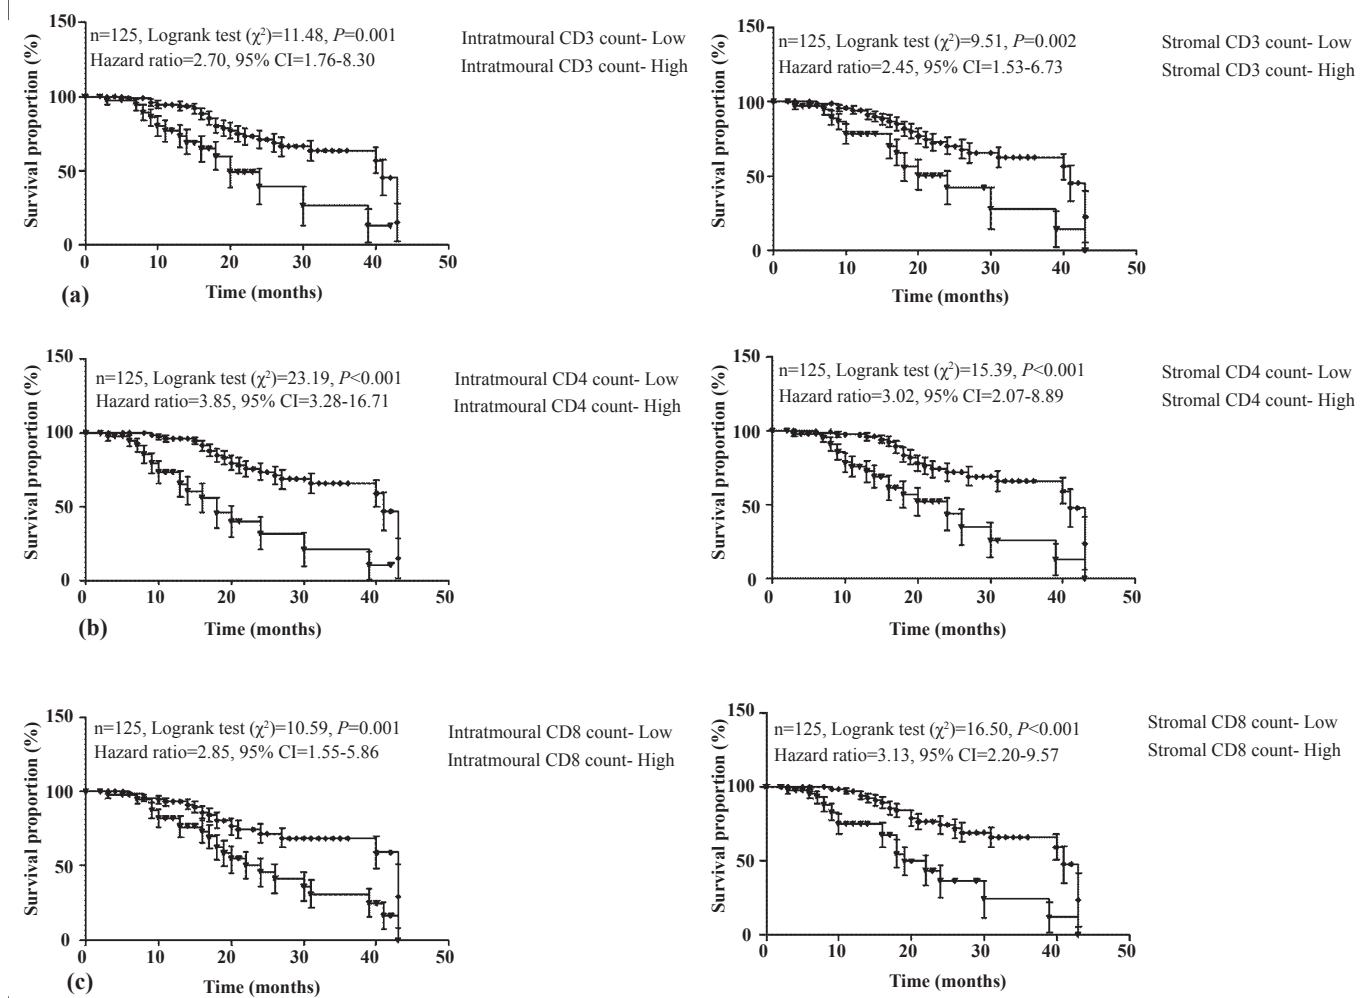 150
100
50
0
Survival proportion (%)
n=125, Logrank test (χ²)=11.48, P=0.001
Hazard ratio=2.70, 95% CI=1.76-8.30
Intratmoural CD3 count- Low
Intratmoural CD3 count- High
0 10 20 30 40 50
Time (months)
(a)
150
100
50
0
Survival proportion (%)
n=125, Logrank test (χ²)=9.51, P=0.002
Hazard ratio=2.45, 95% CI=1.53-6.73
Stromal CD3 count- Low
Stromal CD3 count- High
0 10 20 30 40 50
Time (months)
150
100
50
0
Survival proportion (%)
n=125, Logrank test (χ²)=23.19, P<0.001
Hazard ratio=3.85, 95% CI=3.28-16.71
Intratmoural CD4 count- Low
Intratmoural CD4 count- High
0 10 20 30 40 50
Time (months)
(b)
150
100
50
0
Survival proportion (%)
n=125, Logrank test (χ²)=15.39, P<0.001
Hazard ratio=3.02, 95% CI=2.07-8.89
Stromal CD4 count- Low
Stromal CD4 count- High
0 10 20 30 40 50
Time (months)
150
100
50
0
Survival proportion (%)
n=125, Logrank test (χ²)=10.59, P=0.001
Hazard ratio=2.85, 95% CI=1.55-5.86
Intratmoural CD8 count- Low
Intratmoural CD8 count- High
0 10 20 30 40 50
Time (months)
(c)
150
100
50
0
Survival proportion (%)
n=125, Logrank test (χ²)=16.50, P<0.001
Hazard ratio=3.13, 95% CI=2.20-9.57
Stromal CD8 count- Low
Stromal CD8 count- High
0 10 20 30 40 50
Time (months)